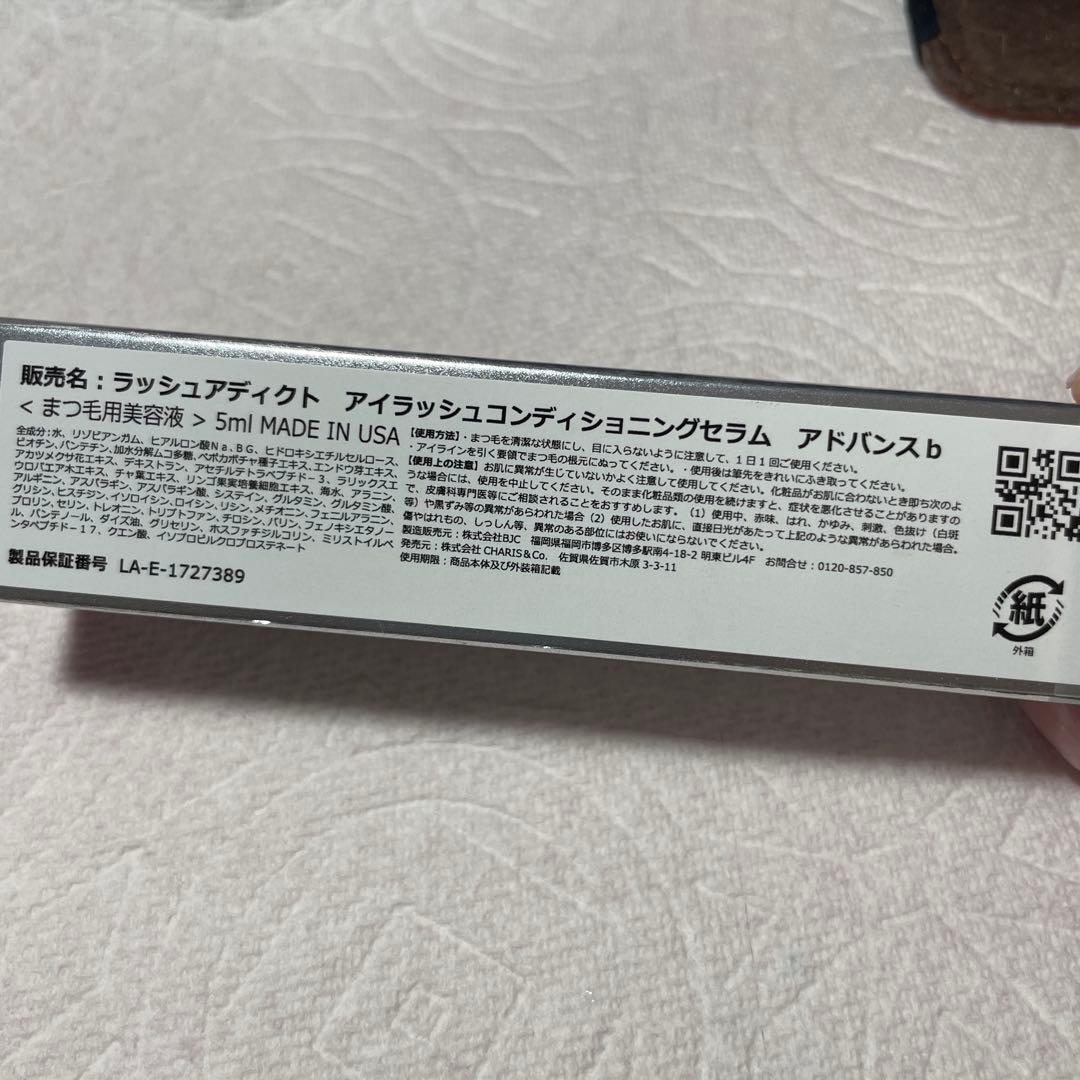 販売名：ラッシュアディクト　アイラッシュコンディショニングセラム　アドバンスb
< まつ毛用美容液 > 5ml MADE IN USA
全成分：水、リゾビアンガム、ヒアルロン酸Ｎａ、ＢＧ、ヒドロキシエチルセルロース、
ビオチン、パンテチン、加水分解ムコ多糖、ペポカボチャ種子エキス、エンドウ芽エキス、
アカツメクサ花エキス、デキストラン、アセチルテトラペプチド－３、ラリックスエ
ウロパエア木エキス、チャ葉エキス、リンゴ果実培養細胞エキス、海水、アラニン、
アルギニン、アスパラギン、アスパラギン酸、システイン、グルタミン、グルタミン酸、
グリシン、ヒスチジン、イソロイシン、ロイシン、リシン、メチオニン、フェニルアラニン、
プロリン、セリン、トレオニン、トリプトファン、チロシン、バリン、フェノキシエタノー
ル、パンテノール、ダイズ油、グリセリン、ホスファチジルコリン、ミリストイルペ
ンタペプチド－１７、クエン酸、イソプロピルクロプロステネート
製品保証番号 LA-E-1727389
【使用方法】・まつ毛を清潔な状態にし、目に入らないように注意して、１日１回ご使用ください。
・アイラインを引く要領でまつ毛の根元にぬってください。・使用後は筆先をきれいにふき取ってください。
【使用上の注意】お肌に異常が生じていないかよく注意して使用してください。化粧品がお肌に合わないとき即ち次のよ
うな場合には、使用を中止してください。そのまま化粧品類の使用を続けますと、症状を悪化させることがありますの
で、皮膚科専門医等にご相談されることをおすすめします。（1）使用中、赤味、はれ、かゆみ、刺激、色抜け（白斑
等）や黒ずみ等の異常があらわれた場合（2）使用したお肌に、直接日光があたって上記のような異常があらわれた場合。
傷やはれもの、しっしん等、異常のある部位にはお使いにならないでください。
製造販売元：株式会社BJC　福岡県福岡市博多区博多駅南4-18-2 明東ビル4F　お問合せ：0120-857-850
発売元：株式会社 CHARIS＆Co.　佐賀県佐賀市木原 3-3-11
使用期限：商品本体及び外装箱記載
紙
外箱